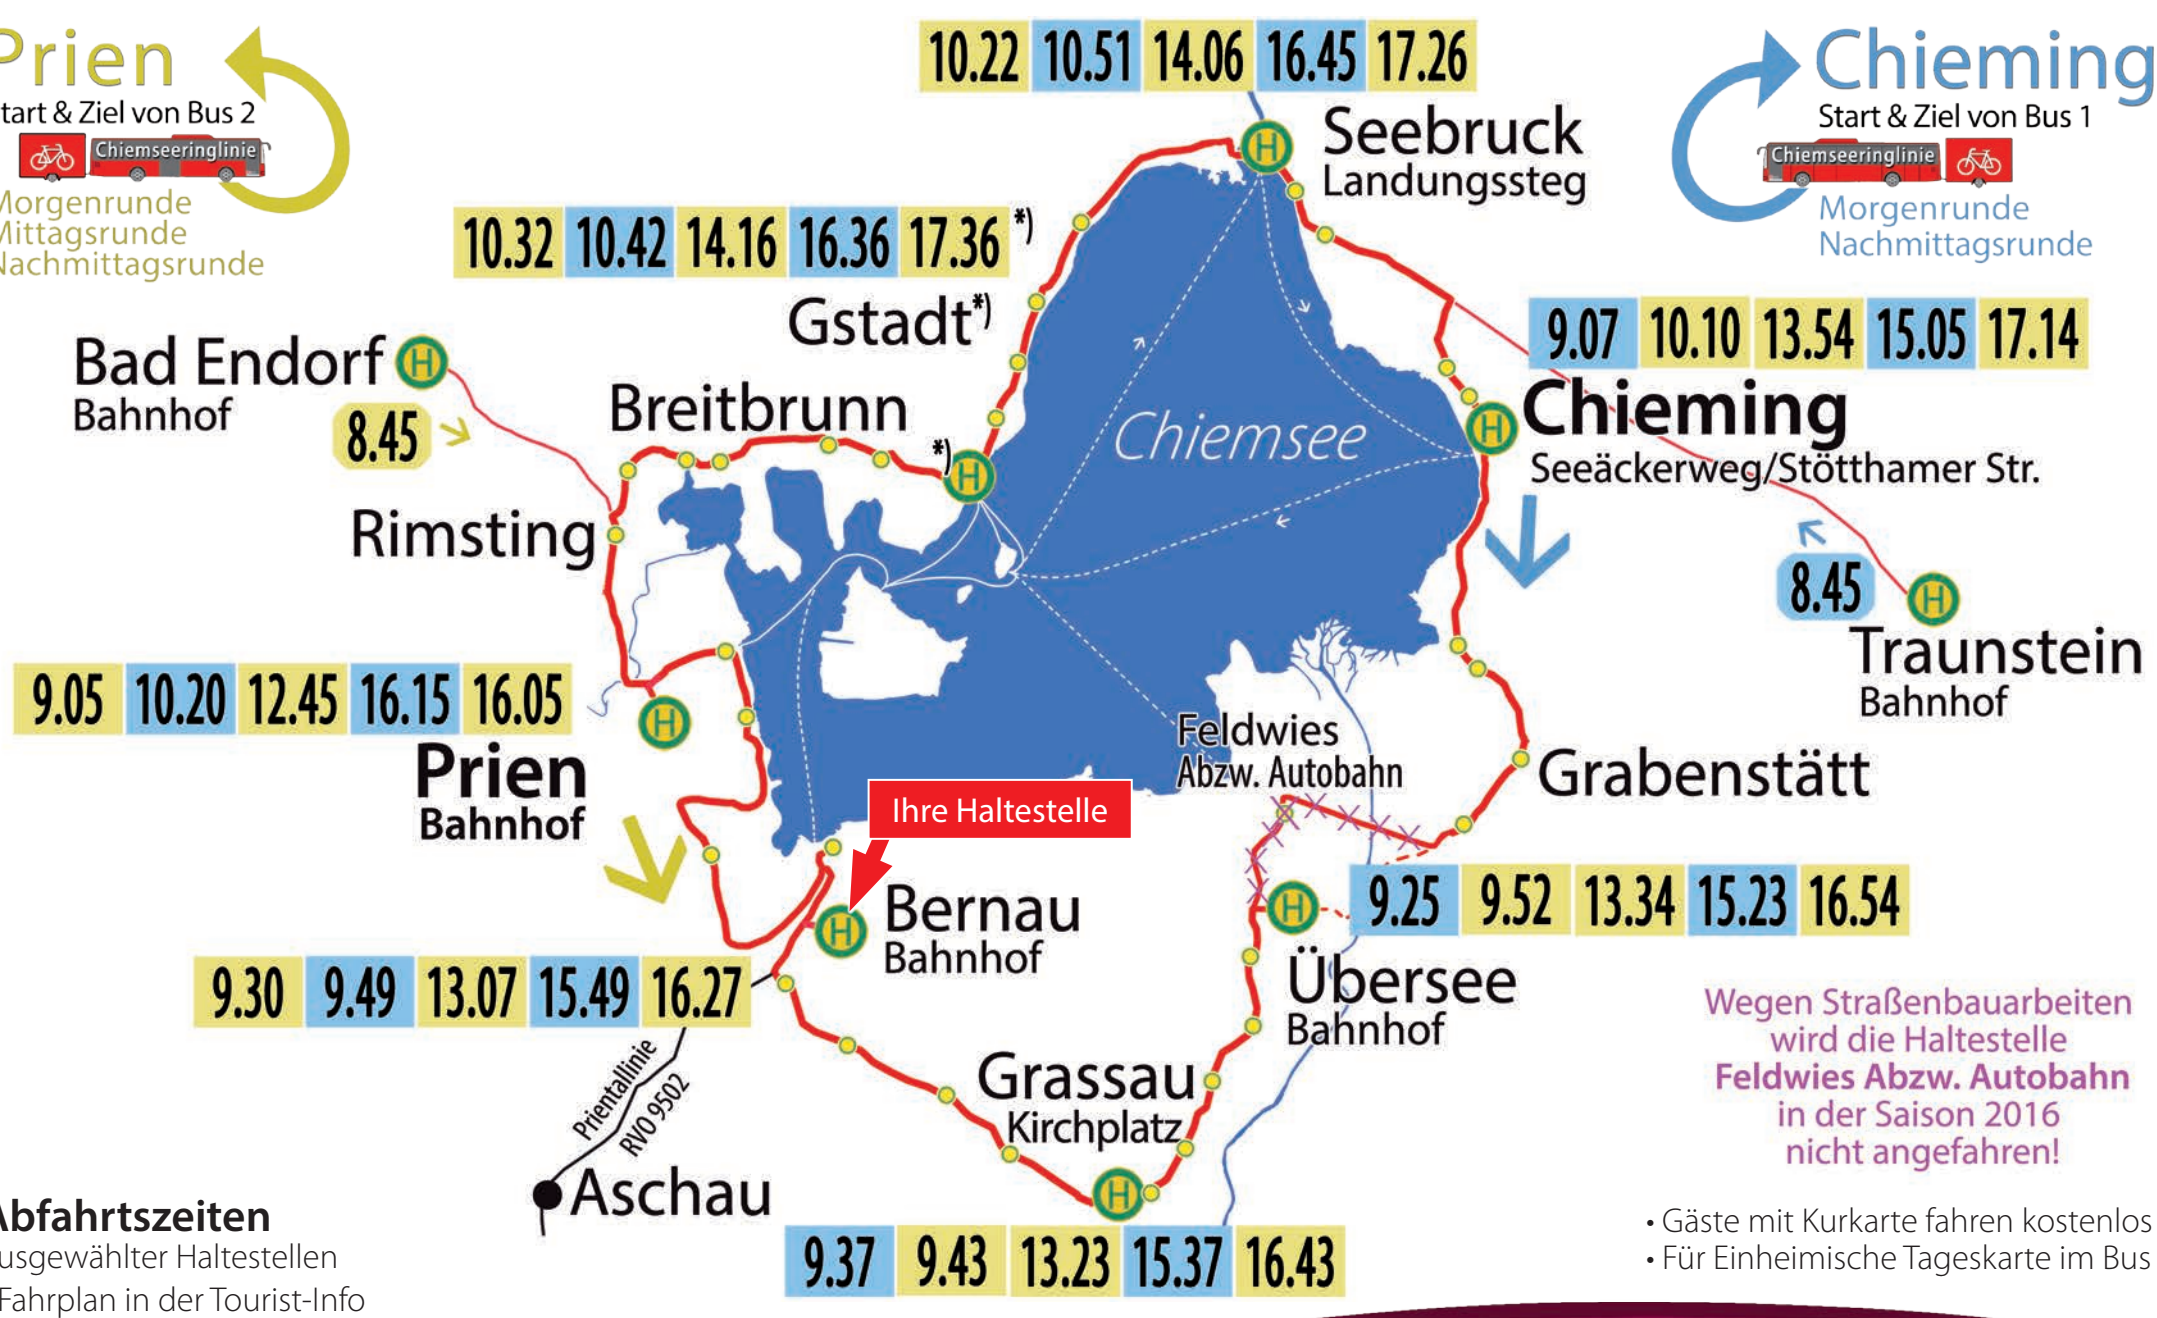 10.22 10.51 14.06 16.45 17.26
Prien
Start & Ziel von Bus 2
Chiemseeringlinie
Morgenrunde
Mittagsrunde
Nachmittagsrunde
Chieming
Start & Ziel von Bus 1
Chiemseeringlinie
Morgenrunde
Nachmittagsrunde
H
Seebruck
Landungssteg
10.32 10.42 14.16 16.36 17.36 *)
Gstadt*)
Bad Endorf H
Bahnhof
8.45
Breitbrunn
*)
H
Chiemsee
9.07 10.10 13.54 15.05 17.14
H Chieming
Seeäckerweg/Stötthamer Str.
Rimsting
8.45
H
Traunstein
Bahnhof
9.05 10.20 12.45 16.15 16.05
H
Prien
Bahnhof
Feldwies
Abzw. Autobahn
Grabenstätt
Ihre Haltestelle
H
Bernau
Bahnhof
H
9.25 9.52 13.34 15.23 16.54
Übersee
Bahnhof
9.30 9.49 13.07 15.49 16.27
Prientallinie
RVO 9502
Aschau
Grassau
Kirchplatz
H
9.37 9.43 13.23 15.37 16.43
Wegen Straßenbauarbeiten
wird die Haltestelle
Feldwies Abzw. Autobahn
in der Saison 2016
nicht angefahren!
Abfahrtszeiten
ausgewählter Haltestellen
Fahrplan in der Tourist-Info
• Gäste mit Kurkarte fahren kostenlos
• Für Einheimische Tageskarte im Bus